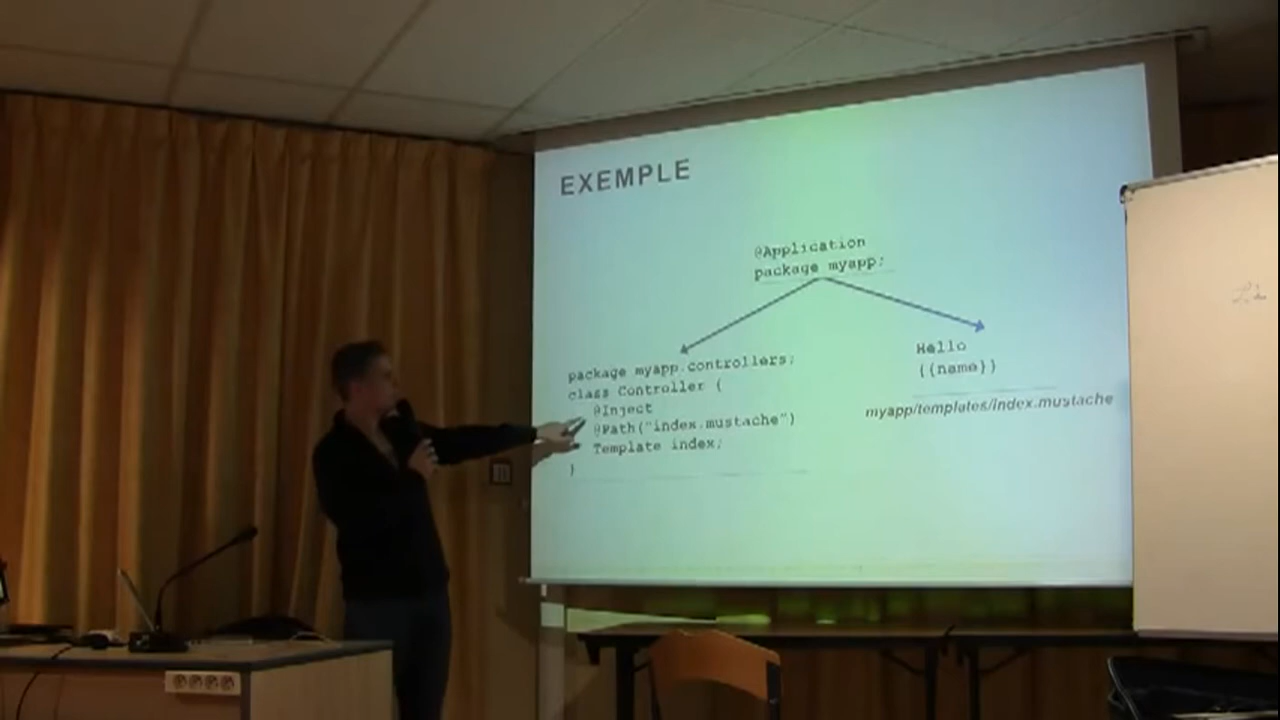 EXEMPLE
@Application
package myapp;
package myapp.controllers;
class Controller {
@Inject
@Path("index.mustache")
Template index;
}
Hello
{{name}}
myapp/templates/index.mustache